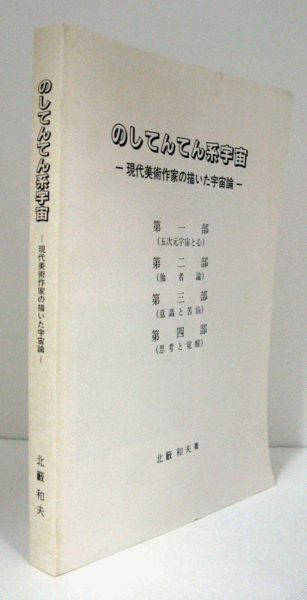 のしてんてん系宇宙
ー現代美術作家の描いた宇宙論ー
第一部
(五次元宇宙と心)
第二部
(他者論)
第三部
(意識と苦悩)
第四部
(思考と覚醒)
北籔和夫著
のしてんてん系宇宙
ー現代美術作家の描いた宇宙論ー
北籔和夫